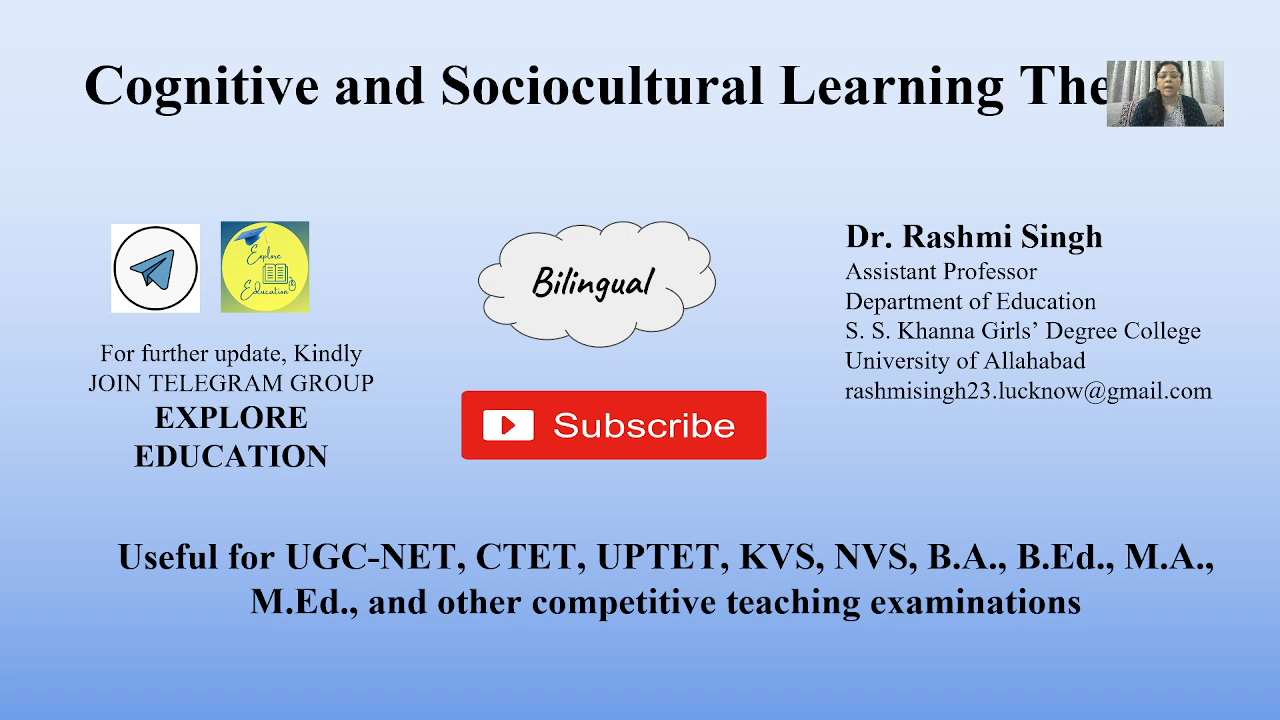 Cognitive and Sociocultural Learning The
Explore
Education
For further update, Kindly
JOIN TELEGRAM GROUP
EXPLORE
EDUCATION
Bilingual
Subscribe
Dr. Rashmi Singh
Assistant Professor
Department of Education
S. S. Khanna Girls’ Degree College
University of Allahabad
rashmisingh23.lucknow@gmail.com
Useful for UGC-NET, CTET, UPTET, KVS, NVS, B.A., B.Ed., M.A.,
M.Ed., and other competitive teaching examinations